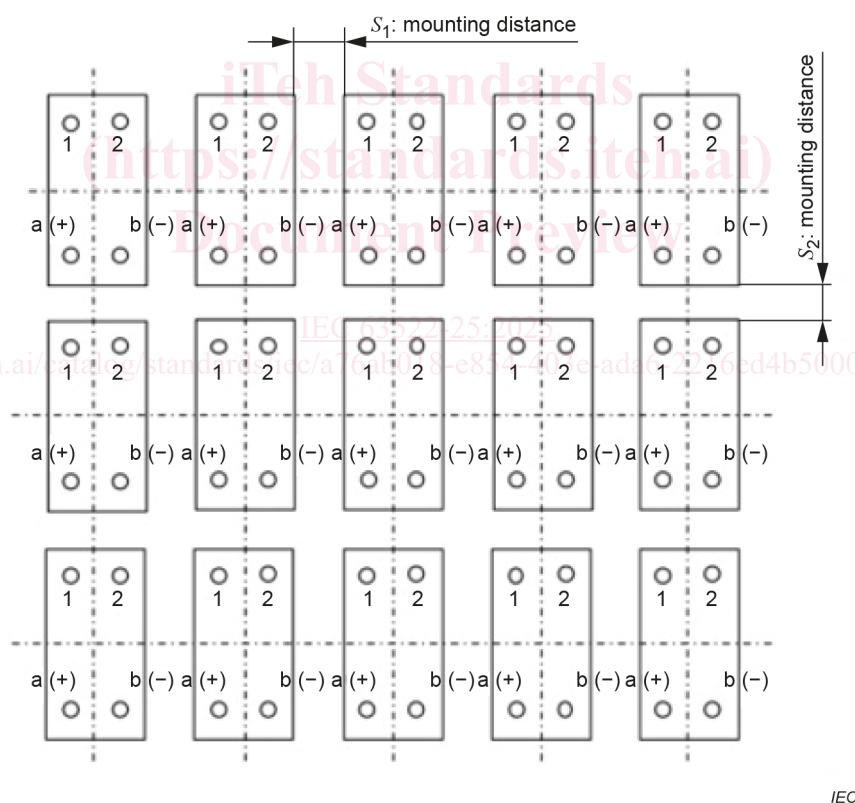 S1: mounting distance
S2: mounting distance
iTeh Standards
1 2 1 2 1 2 1 2 1 2
(https://standards.iteh.ai)
a (+) b (−) a (+) b (−) a (+) b (−) a (+) b (−) a (+) b (−)
Document Preview
IEC 63522-25:2025
1 2 1 2 1 2 1 2 1 2
a (+) b (−) a (+) b (−) a (+) b (−) a (+) b (−) a (+) b (−)
1 2 1 2 1 2 1 2 1 2
a (+) b (−) a (+) b (−) a (+) b (−) a (+) b (−) a (+) b (−)
IEC